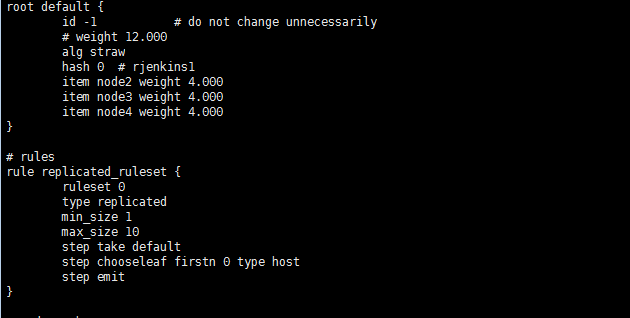 root default {
id -1 # do not change unnecessarily
# weight 12.000
alg straw
hash 0 # rjenkins1
item node2 weight 4.000
item node3 weight 4.000
item node4 weight 4.000
}
# rules
rule replicated_ruleset {
ruleset 0
type replicated
min_size 1
max_size 10
step take default
step chooseleaf firstn 0 type host
step emit
}